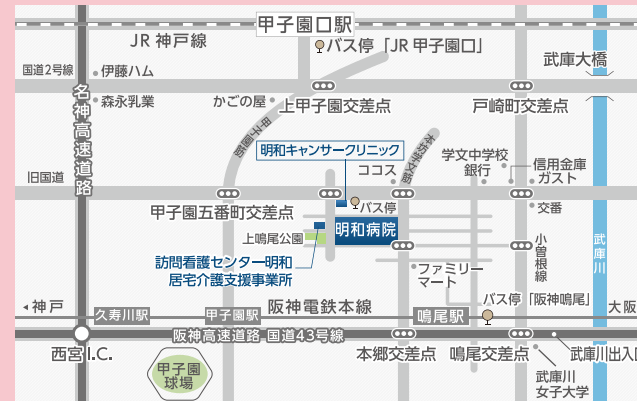 甲子園口駅
JR 神戸線
バス停「JR 甲子園口」
国道2号線
伊藤ハム
武庫大橋
森永乳業
かごの屋
上甲子園交差点
戸崎町交差点
名神高速道路
甲子園筋
明和キャンサークリニック
本郷学文筋
学文中学校
信用金庫
ココス
銀行
ガスト
旧国道
バス停
交番
甲子園五番町交差点
明和病院
上鳴尾公園
小曽根線
武庫川
訪問看護センター明和
居宅介護支援事業所
ファミリー
マート
神戸
久寿川駅
甲子園駅
阪神電鉄本線
鳴尾駅
バス停「阪神鳴尾」
大阪
阪神高速道路 国道43号線
西宮I.C.
本郷交差点
鳴尾交差点
武庫川出入口
甲子園
球場
武庫川
女子大学